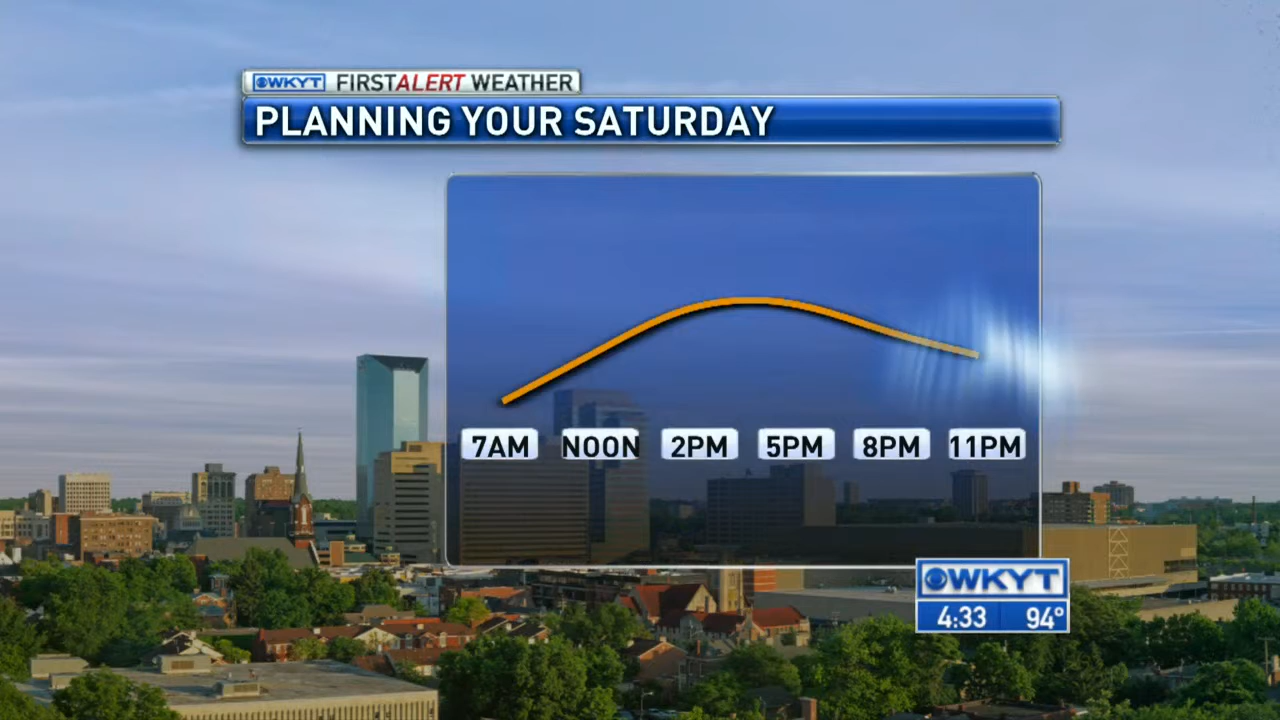 WKYT FIRSTALERT WEATHER
PLANNING YOUR SATURDAY
7AM NOON 2PM 5PM 8PM 11PM
WKYT
4:33 94°